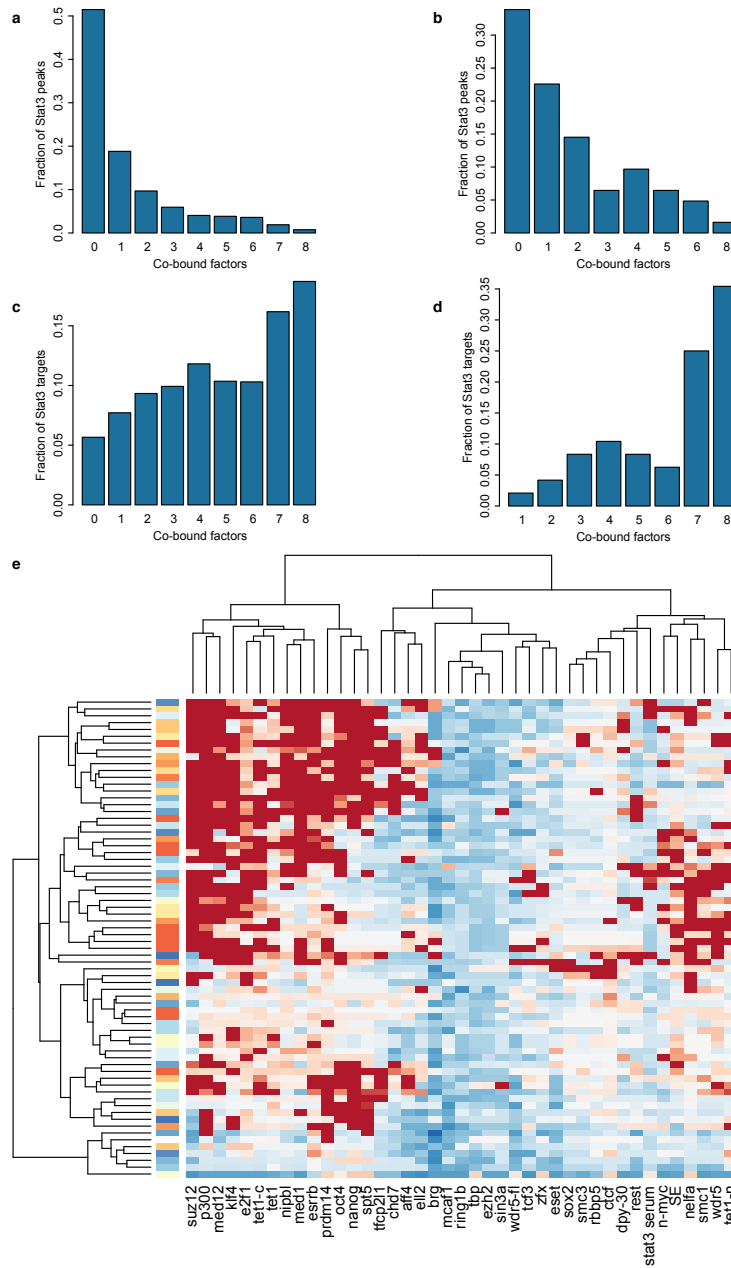 a
Fraction of Stat3 peaks
0.0 0.1 0.2 0.3 0.4 0.5
0 1 2 3 4 5 6 7 8
Co-bound factors
b
Fraction of Stat3 peaks
0.00 0.05 0.10 0.15 0.20 0.30
0 1 2 3 4 5 6 8
Co-bound factors
c
Fraction of Stat3 targets
0.00 0.05 0.10 0.15
0 1 2 3 4 5 6 7 8
Co-bound factors
d
Fraction of Stat3 targets
0.00 0.05 0.10 0.15 0.20 0.25 0.30 0.35
1 2 3 4 5 6 7 8
Co-bound factors
e
suz12
p300
med12
klf4
e2f1
tet1-c
tet1
nipbl
med1
esrrb
prdm14
oct4
nanog
spt5
tfcp2l1
chd7
aff4
ell2
brg
mcaf1
ring1b
tbp
ezh2
sin3a
wdr5-fl
tcf3
zfx
eset
sox2
smc3
rbbp5
ctcf
dpy-30
rest
stat3 serum
n-myc
SE
nelfa
smc1
wdr5
tet1-n